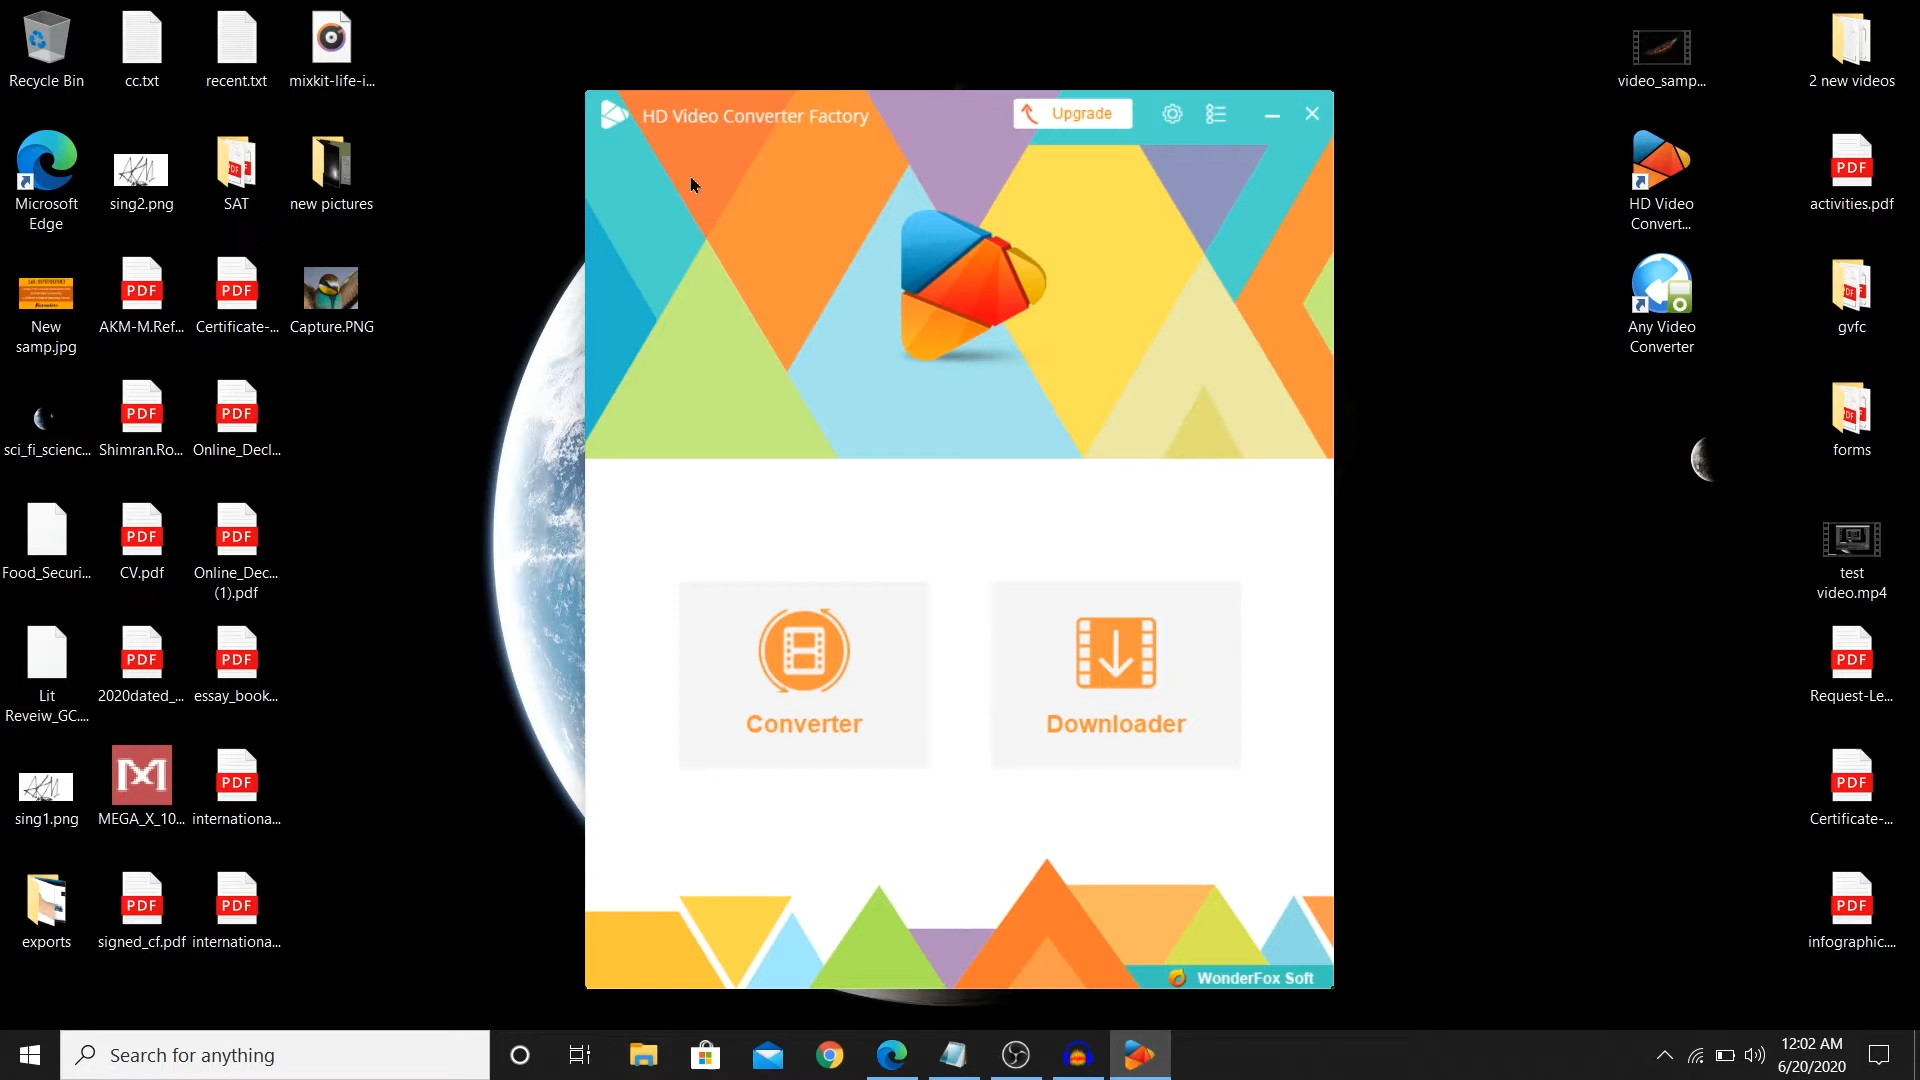 Recycle Bin
cc.txt
recent.txt
mixkit-life-i...
Microsoft
Edge
sing2.png
SAT
new pictures
New
samp.jpg
AKM-M.Ref...
Certificate-...
Capture.PNG
sci_fi_scienc...
Shimran.Ro...
Online_Decl...
Food_Securi...
CV.pdf
Online_Dec...
(1).pdf
Lit
Reveiw_GC....
2020dated_...
essay_book...
sing1.png
MEGA_X_10...
internationa...
exports
signed_cf.pdf
internationa...
PDF
PDF
PDF
PDF
PDF
PDF
PDF
PDF
PDF
PDF
PDF
HD Video Converter Factory
Upgrade
Converter
Downloader
WonderFox Soft
video_samp...
2 new videos
HD Video
Convert...
PDF
activities.pdf
Any Video
Converter
gvfc
forms
test
video.mp4
PDF
Request-Le...
PDF
Certificate-...
PDF
infographic....
Search for anything
12:02 AM
6/20/2020